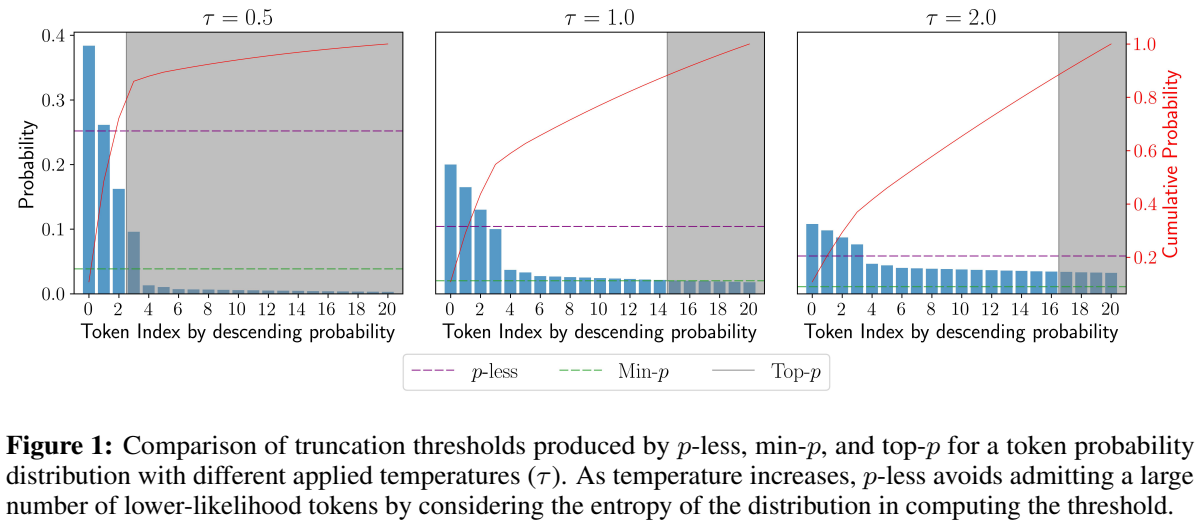 τ = 0.5
τ = 1.0
τ = 2.0
Probability
0.4
0.3
0.2
0.1
0.0
0 2 4 6 8 10 12 14 16 18 20
0 2 4 6 8 10 12 14 16 18 20
0 2 4 6 8 10 12 14 16 18 20
Token Index by descending probability
Token Index by descending probability
Token Index by descending probability
1.0
0.8
0.6
0.4
0.2
Cumulative Probability
p-less
Min-p
Top-p
Figure 1: Comparison of truncation thresholds produced by p-less, min-p, and top-p for a token probability
distribution with different applied temperatures (τ). As temperature increases, p-less avoids admitting a large
number of lower-likelihood tokens by considering the entropy of the distribution in computing the threshold.